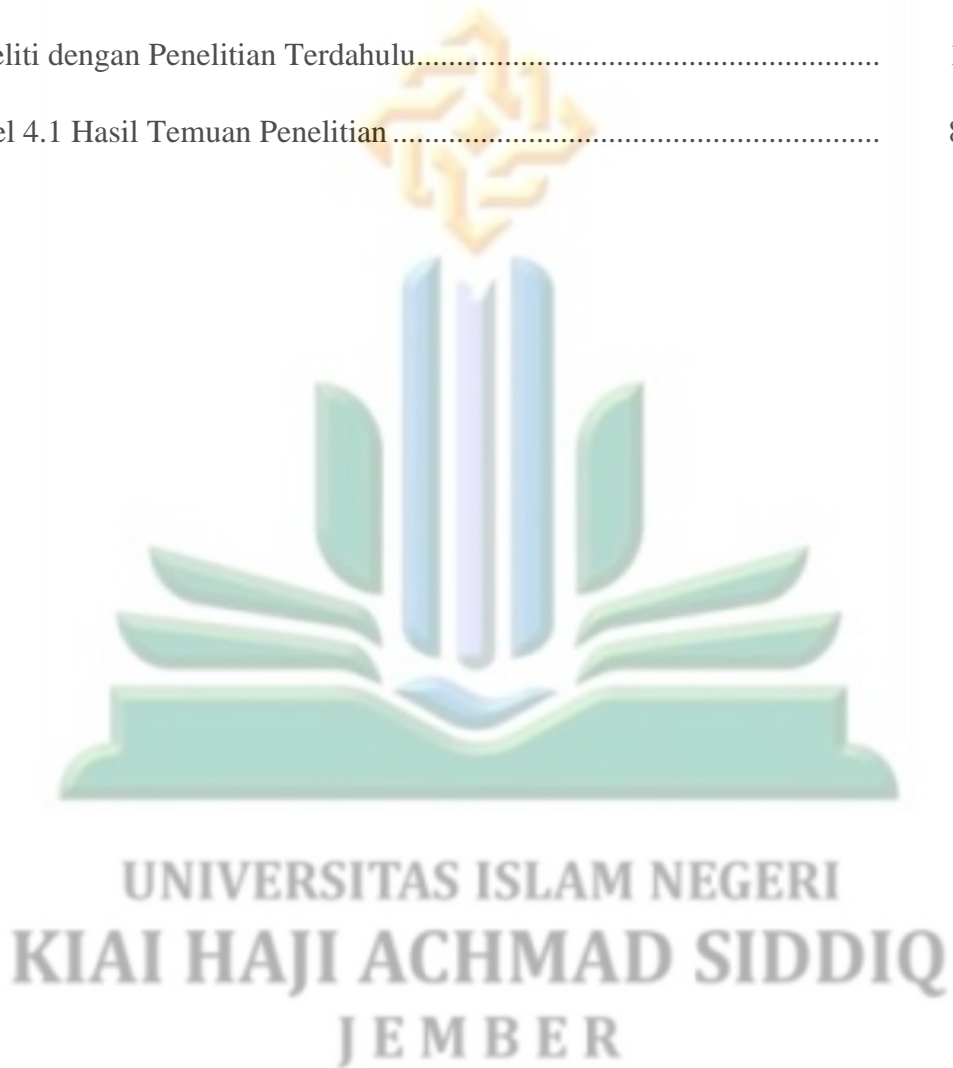 eliti dengan Penelitian Terdahulu........................................................
el 4.1 Hasil Temuan Penelitian ...........................................................
UNIVERSITAS ISLAM NEGERI
KIAI HAJI ACHMAD SIDDIQ
JEMBER